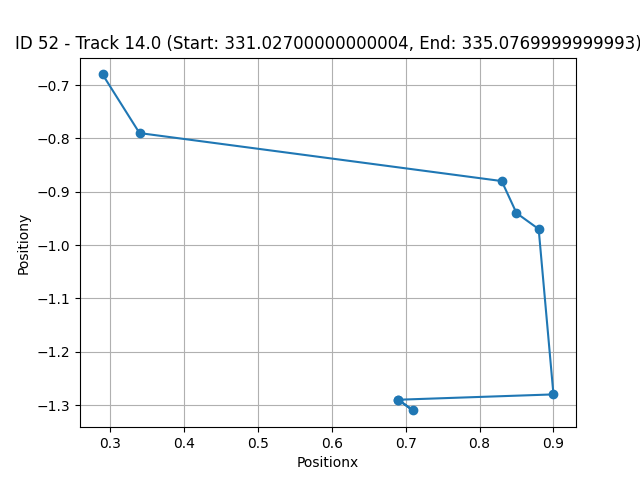 ID 52 - Track 14.0 (Start: 331.02700000000004, End: 335.0769999999993)
−0.7
−0.8
−0.9
−1.0
−1.1
−1.2
−1.3
Positiony
0.3 0.4 0.5 0.6 0.7 0.8 0.9
Positionx